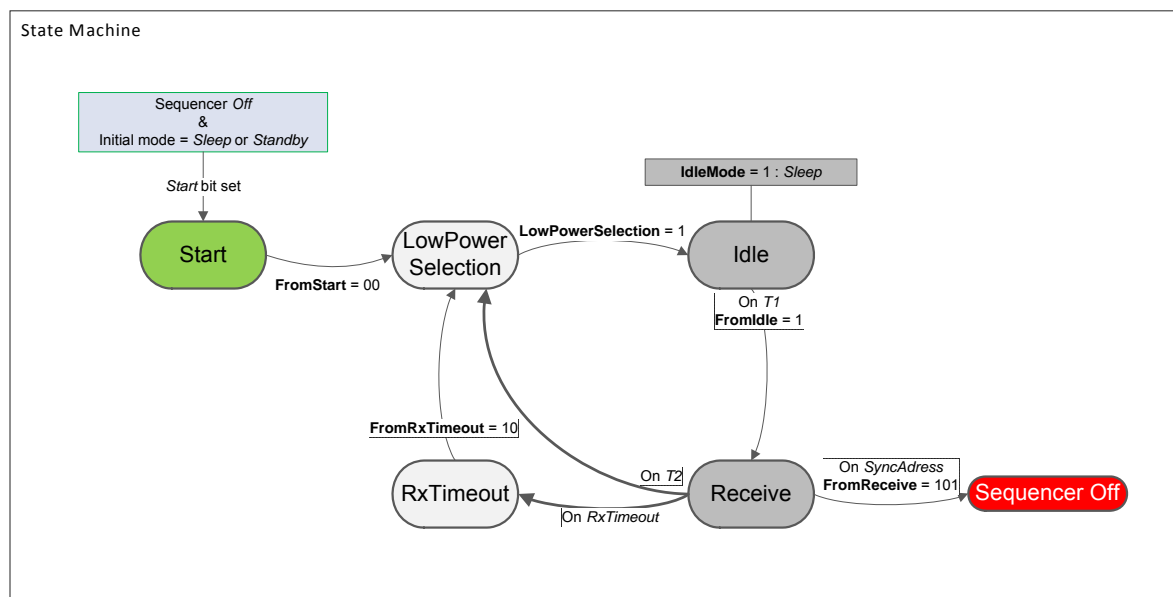 State Machine
Sequencer Off
&
Initial mode = Sleep or Standby
Start bit set
Start
FromStart = 00
LowPower
Selection
LowPowerSelection = 1
IdleMode = 1 : Sleep
Idle
On T1
FromIdle = 1
FromRxTimeout = 10
RxTimeout
On T2
On RxTimeout
Receive
On SyncAdress
FromReceive = 101
Sequencer Off